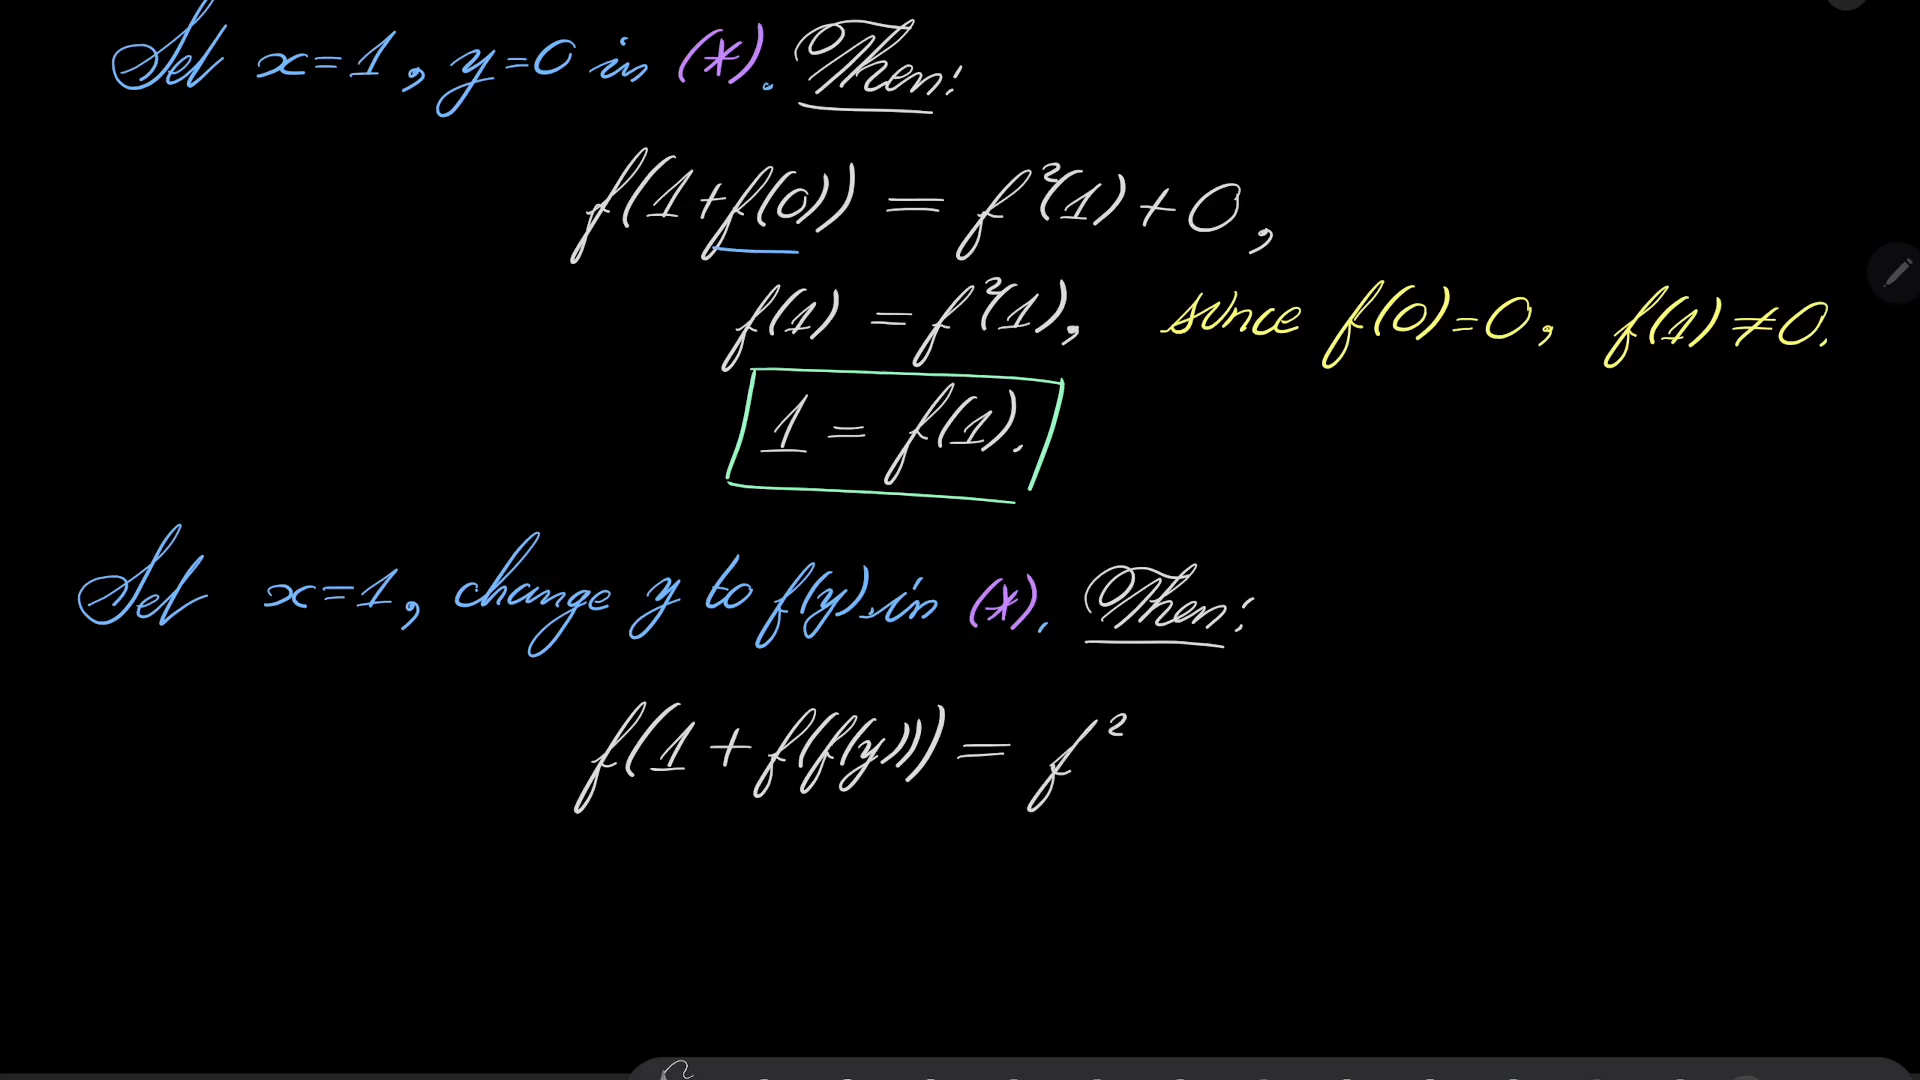 Set x=1, y=0 in (*). Then:
f(1+f(0)) = f²(1)+0,
f(1) = f²(1), since f(0)=0, f(1)≠0.
1 = f(1).
Set x=1, change y to f(y) in (*). Then:
f(1 + f(f(y))) = f²